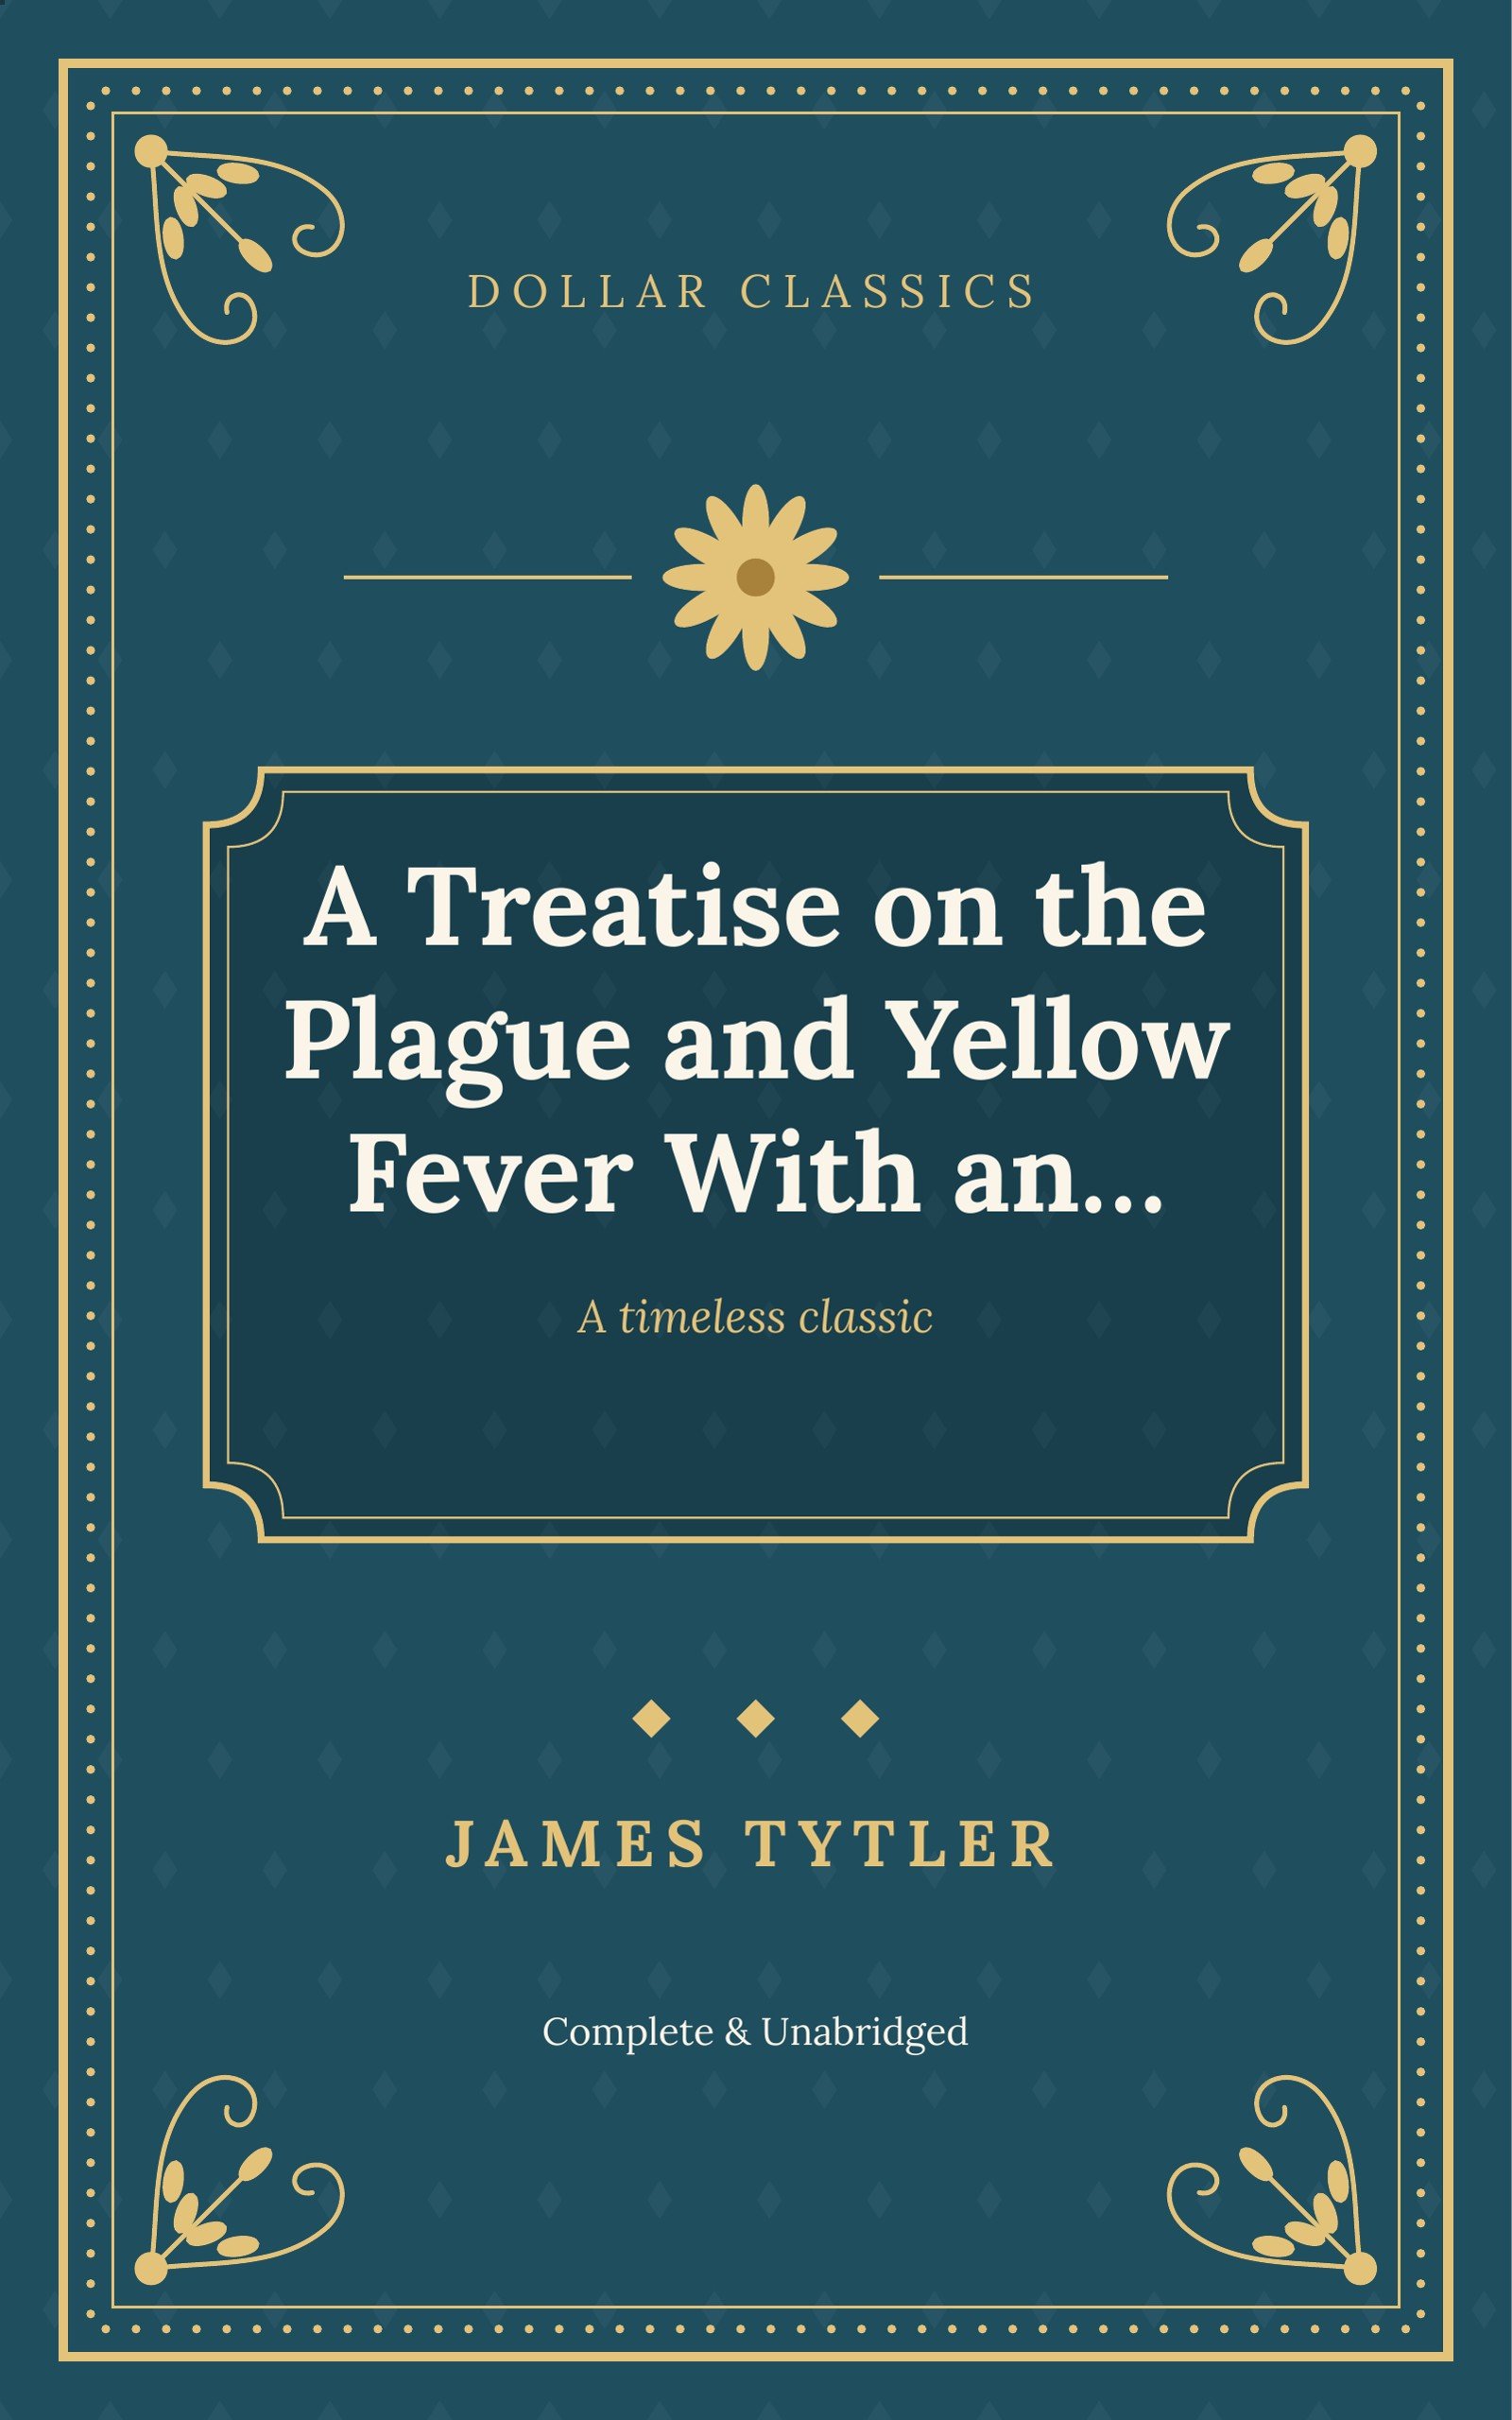 DOLLAR CLASSICS
A Treatise on the
Plague and Yellow
Fever With an...
A timeless classic
JAMES TYTLER
Complete & Unabridged